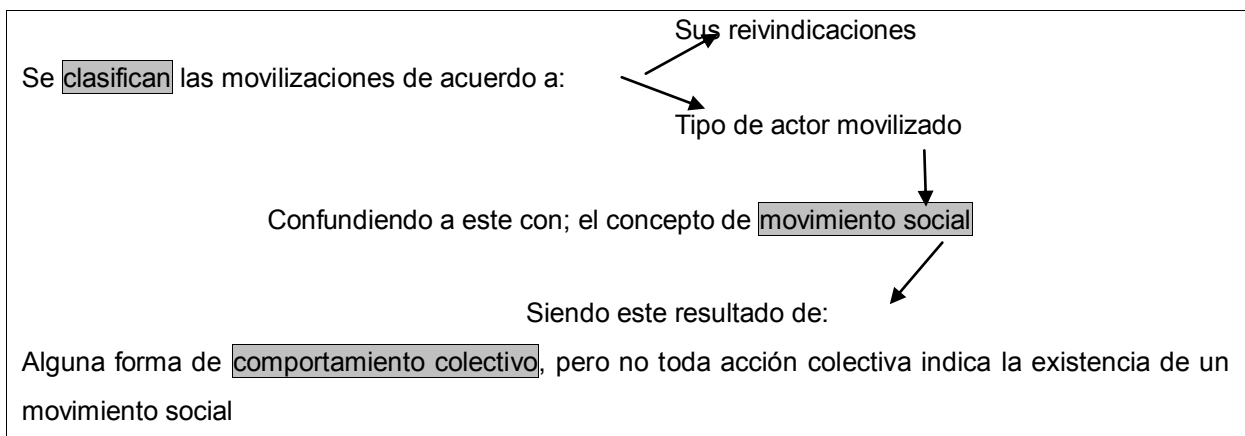 Sus reivindicaciones
Se clasifican las movilizaciones de acuerdo a:
Tipo de actor movilizado
Confundiendo a este con; el concepto de movimiento social
Siendo este resultado de:
Alguna forma de comportamiento colectivo, pero no toda acción colectiva indica la existencia de un
movimiento social